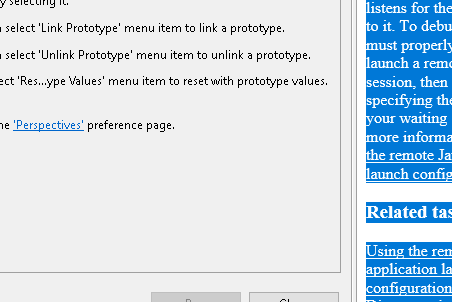 y selecting it.
select 'Link Prototype' menu item to link a prototype.
select 'Unlink Prototype' menu item to unlink a prototype.
ect 'Res...ype Values' menu item to reset with prototype values.
he 'Perspectives' preference page.
listens for the
to it. To debu
must properly
launch a remo
session, then
specifying the
your waiting
more informa
the remote Ja
launch config
Related tas
Using the rem
application la
configuration